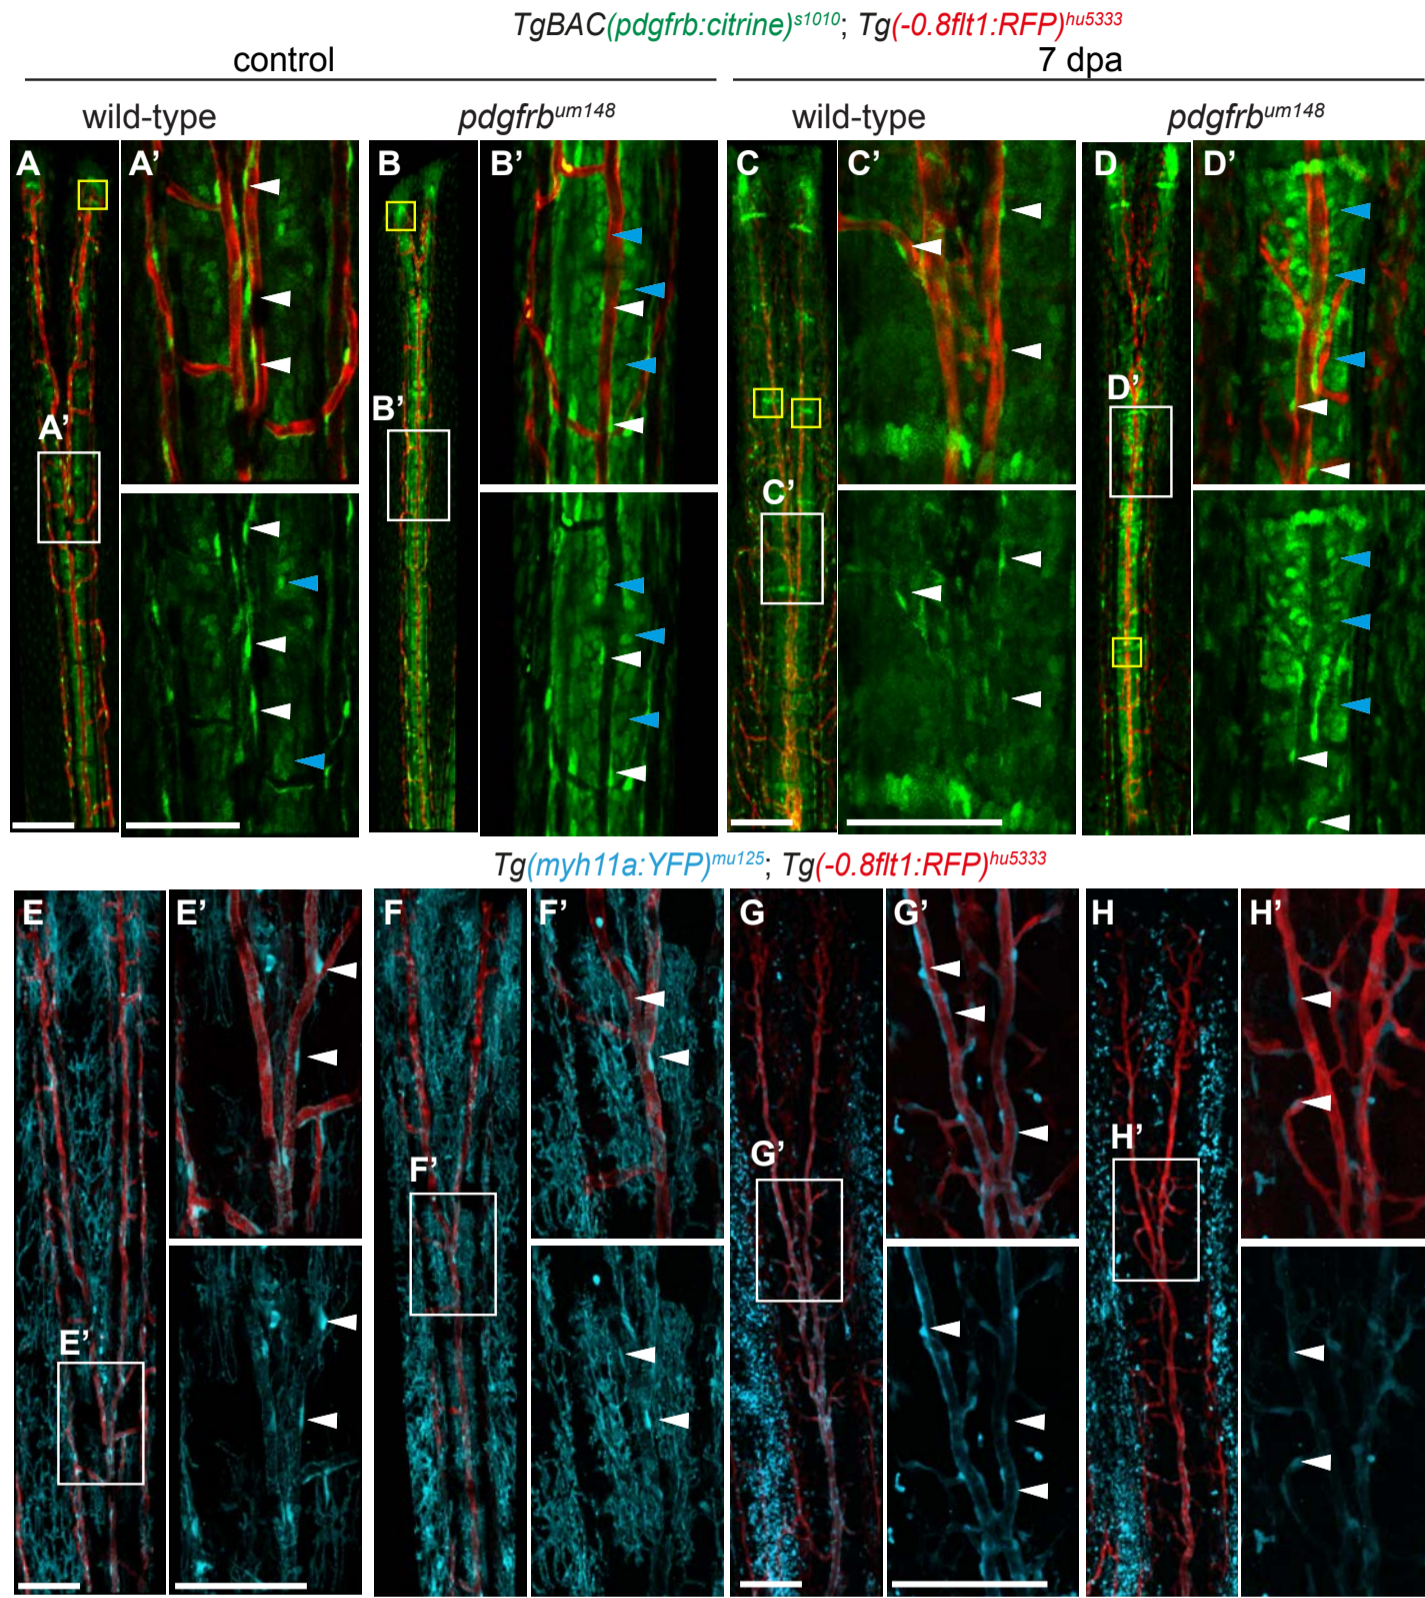 TgBAC(pdgfrb:citrine)s1010; Tg(-0.8flt1:RFP)hu5333
control 7 dpa
wild-type pdgfrbum148 wild-type pdgfrbum148
A A’ B B’ C C’ D D’
D’
B’
A’
C’
Tg(myh11a:YFP)mu125; Tg(-0.8flt1:RFP)hu5333
E E’ F F’ G G’ H H’
H’
G’
F’
E’